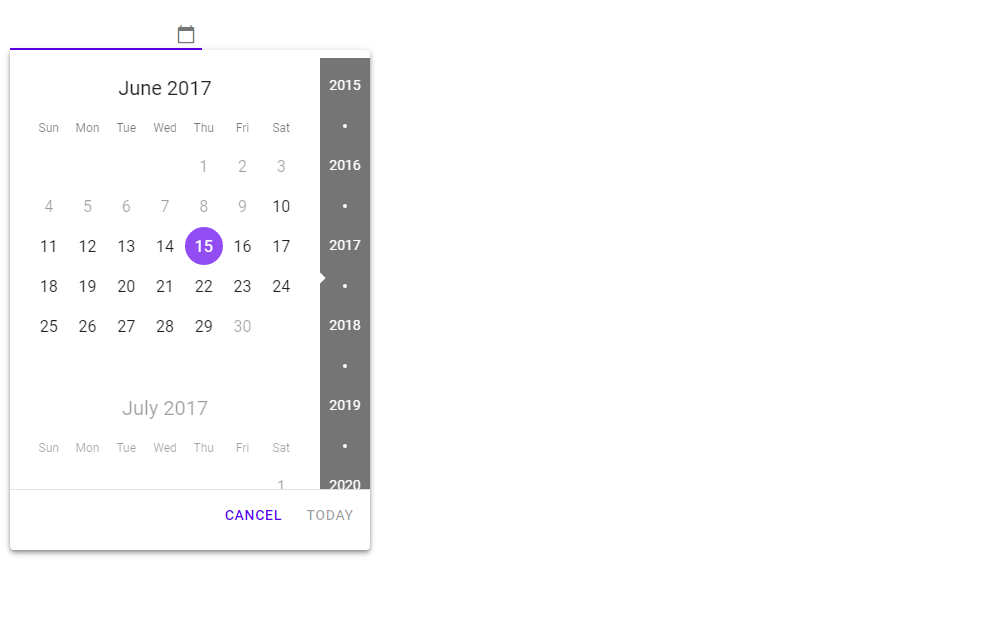 June 2017
Sun Mon Tue Wed Thu Fri Sat
1 2 3
4 5 6 7 8 9 10
11 12 13 14 15 16 17
18 19 20 21 22 23 24
25 26 27 28 29 30
July 2017
Sun Mon Tue Wed Thu Fri Sat
1
2015
2016
2017
2018
2019
2020
CANCEL TODAY